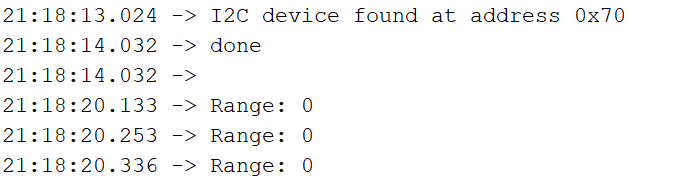 21:18:13.024 -> I2C device found at address 0x70
21:18:14.032 -> done
21:18:14.032 ->
21:18:20.133 -> Range: 0
21:18:20.253 -> Range: 0
21:18:20.336 -> Range: 0